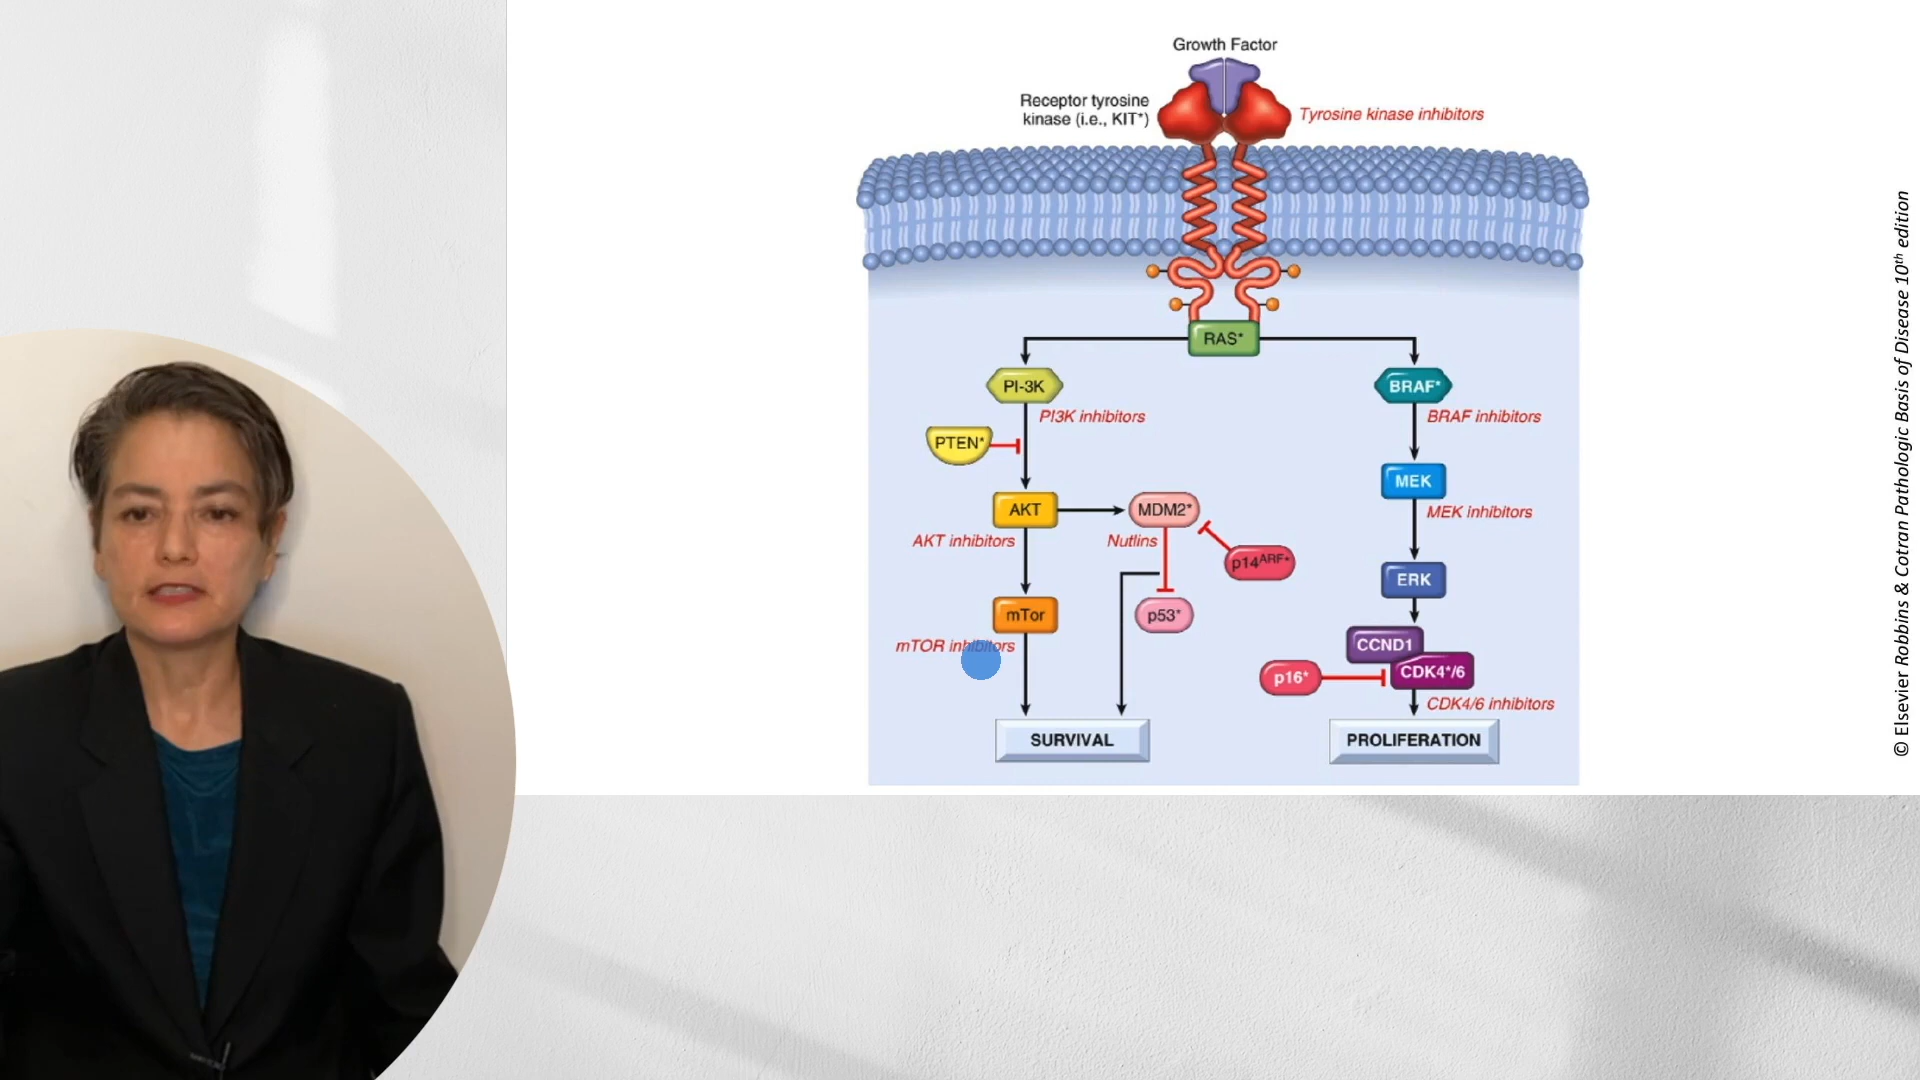 Growth Factor
Receptor tyrosine
kinase (i.e., KIT*)
Tyrosine kinase inhibitors
RAS*
PI-3K
PI3K inhibitors
PTEN*
AKT
AKT inhibitors
MDM2*
Nutlins
p14ARF*
p53*
mTor
mTOR inhibitors
SURVIVAL
BRAF*
BRAF inhibitors
MEK
MEK inhibitors
ERK
CCND1
CDK4*/6
p16*
CDK4/6 inhibitors
PROLIFERATION
© Elsevier Robbins & Cotran Pathologic Basis of Disease 10th edition